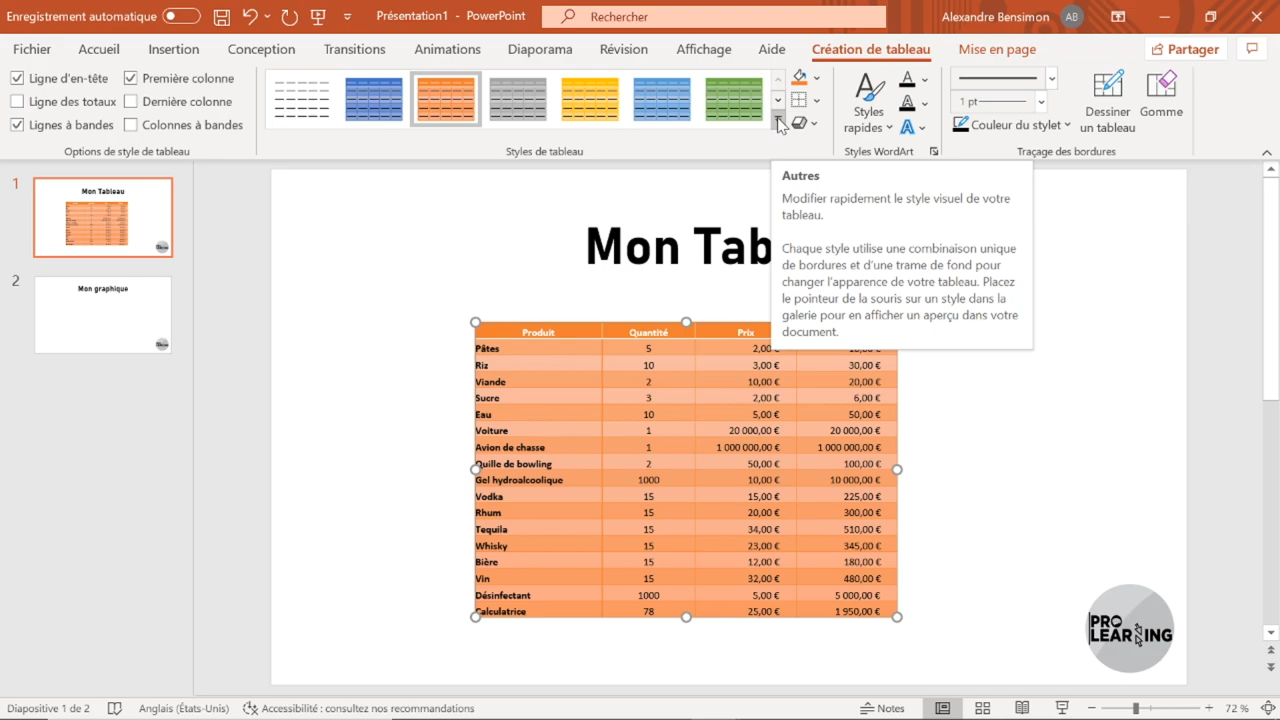 Enregistrement automatique
Présentation1 - PowerPoint
Rechercher
Alexandre Bensimon
AB
Fichier
Accueil
Insertion
Conception
Transitions
Animations
Diaporama
Révision
Affichage
Aide
Création de tableau
Mise en page
Partager
Ligne d'en-tête
Première colonne
Ligne des totaux
Dernière colonne
Lignes à bandes
Colonnes à bandes
Options de style de tableau
Styles de tableau
Styles
rapides
Styles WordArt
1 pt
Couleur du stylet
Dessiner
un tableau
Gomme
Traçage des bordures
Autres
Modifier rapidement le style visuel de votre
tableau.
Chaque style utilise une combinaison unique
de bordures et d'une trame de fond pour
changer l'apparence de votre tableau. Placez
le pointeur de la souris sur un style dans la
galerie pour en afficher un aperçu dans votre
document.
1
Mon Tableau
2
Mon graphique
Mon Tab
Produit Quantité Prix
Pâtes 5 2,00 10,00 €
Riz 10 3,00 € 30,00 €
Viande 2 10,00 € 20,00 €
Sucre 3 2,00 € 6,00 €
Eau 10 5,00 € 50,00 €
Voiture 1 20 000,00 € 20 000,00 €
Avion de chasse 1 1 000 000,00 € 1 000 000,00 €
Quille de bowling 2 50,00 € 100,00 €
Gel hydroalcoolique 1000 10,00 € 10 000,00 €
Vodka 15 15,00 € 225,00 €
Rhum 15 20,00 € 300,00 €
Tequila 15 34,00 € 510,00 €
Whisky 15 23,00 € 345,00 €
Bière 15 12,00 € 180,00 €
Vin 15 32,00 € 480,00 €
Désinfectant 1000 5,00 € 5 000,00 €
Calculatrice 78 25,00 € 1 950,00 €
PRO
LEARNING
Diapositive 1 de 2
Anglais (États-Unis)
Accessibilité : consultez nos recommandations
Notes
72 %